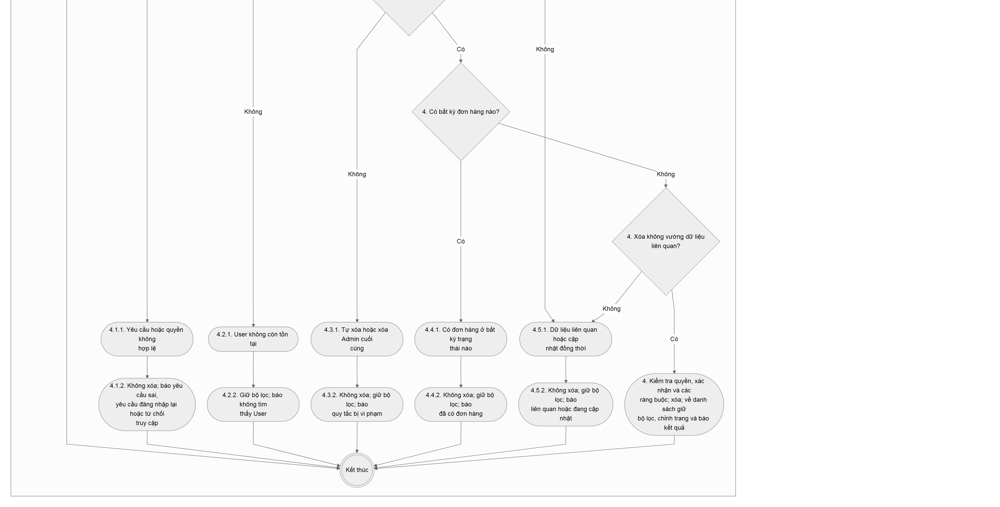 Có
Không
Không
4. Có bất kỳ đơn hàng nào?
Không
Không
4. Xóa không vướng dữ liệu
liên quan?
Có
Không
4.1.1. Yêu cầu hoặc quyền
không
hợp lệ
4.2.1. User không còn tồn
tại
4.3.1. Tự xóa hoặc xóa
Admin cuối
cùng
4.4.1. Có đơn hàng ở bất
kỳ trạng
thái nào
4.5.1. Dữ liệu liên quan
hoặc cập
nhật đồng thời
Có
4.1.2. Không xóa; báo yêu
cầu sai,
yêu cầu đăng nhập lại
hoặc từ chối
truy cập
4.2.2. Giữ bộ lọc; báo
không tìm
thấy User
4.3.2. Không xóa; giữ bộ
lọc; báo
quy tắc bị vi phạm
4.4.2. Không xóa; giữ bộ
lọc; báo
đã có đơn hàng
4.5.2. Không xóa; giữ bộ
lọc; báo
liên quan hoặc đang cập
nhật
4. Kiểm tra quyền, xác
nhận và các
ràng buộc; xóa; về danh
sách giữ
bộ lọc, chỉnh trang và báo
kết quả
Kết thúc